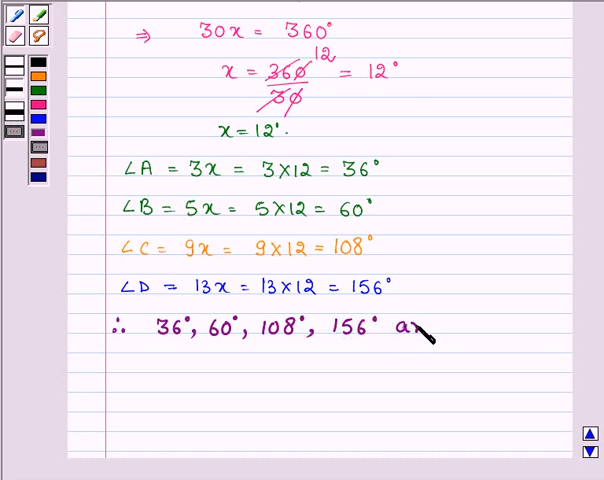 ⇒ 30x = 360°
x = 360/30 12 = 12°
x = 12°.
∠A = 3x = 3×12 = 36°
∠B = 5x = 5×12 = 60°
∠C = 9x = 9×12 = 108°
∠D = 13x = 13×12 = 156°
∴ 36°, 60°, 108°, 156°